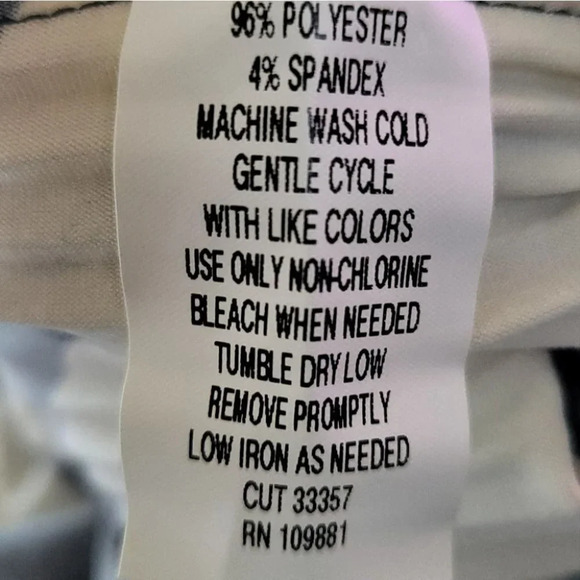 96% POLYESTER
4% SPANDEX
MACHINE WASH COLD
GENTLE CYCLE
WITH LIKE COLORS
USE ONLY NON-CHLORINE
BLEACH WHEN NEEDED
TUMBLE DRY LOW
REMOVE PROMPTLY
LOW IRON AS NEEDED
CUT 33357
RN 109881